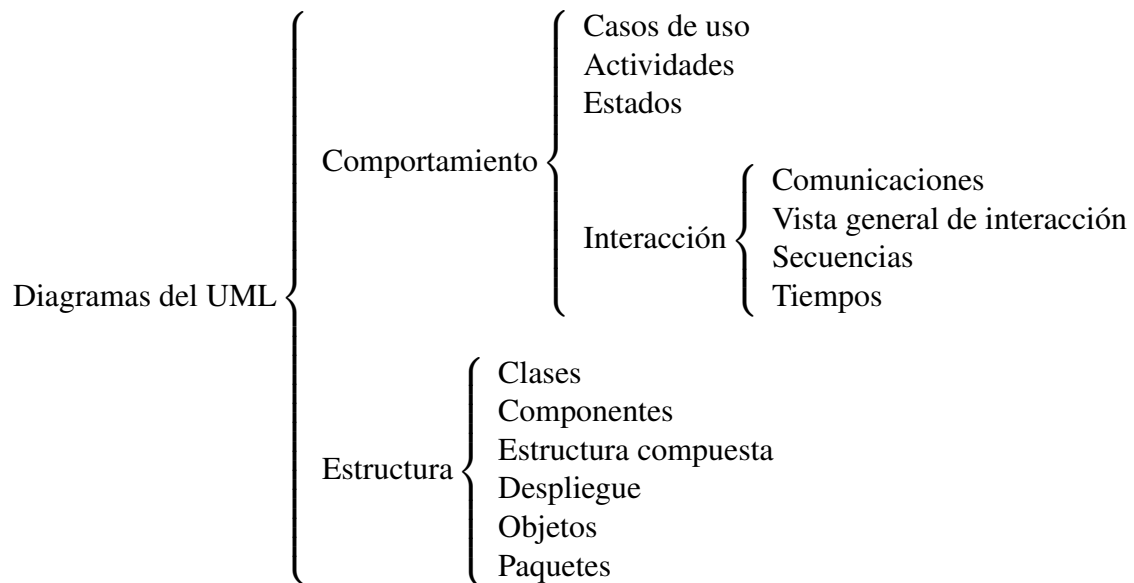 Diagramas del UML
Comportamiento
Casos de uso
Actividades
Estados
Interacción
Comunicaciones
Vista general de interacción
Secuencias
Tiempos
Estructura
Clases
Componentes
Estructura compuesta
Despliegue
Objetos
Paquetes